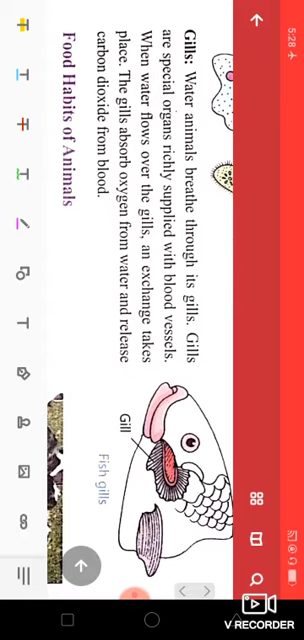 5:28
Gills: Water animals breathe through its gills. Gills
are special organs richly supplied with blood vessels.
When water flows over the gills, an exchange takes
place. The gills absorb oxygen from water and release
carbon dioxide from blood.
Gill
Fish gills
Food Habits of Animals
V RECORDER